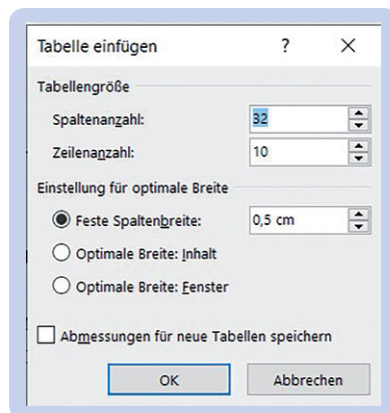 Tabelle einfügen ? ×
Tabellengröße
Spaltenanzahl: 32
Zeilenanzahl: 10
Einstellung für optimale Breite
Feste Spaltenbreite: 0,5 cm
Optimale Breite: Inhalt
Optimale Breite: Fenster
Abmessungen für neue Tabellen speichern
OK Abbrechen